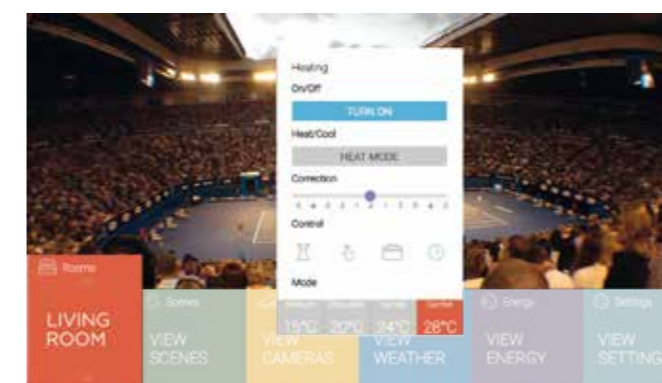 Heating
On/Off
TURN ON
Heat/Cool
HEAT MODE
Correction
Control
Mode
15°C 20°C 24°C 28°C
Rooms
LIVING
ROOM
Scenes
VIEW
SCENES
VIEW
CAMERAS
VIEW
WEATHER
Energy
VIEW
ENERGY
Settings
VIEW
SETTING